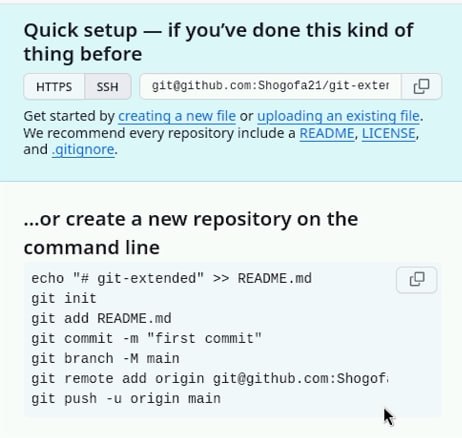 Quick setup — if you’ve done this kind of
thing before
HTTPS SSH git@github.com:Shogofa21/git-exter
Get started by creating a new file or uploading an existing file.
We recommend every repository include a README, LICENSE,
and .gitignore.
…or create a new repository on the
command line
echo "# git-extended" >> README.md
git init
git add README.md
git commit -m "first commit"
git branch -M main
git remote add origin git@github.com:Shogofa
git push -u origin main